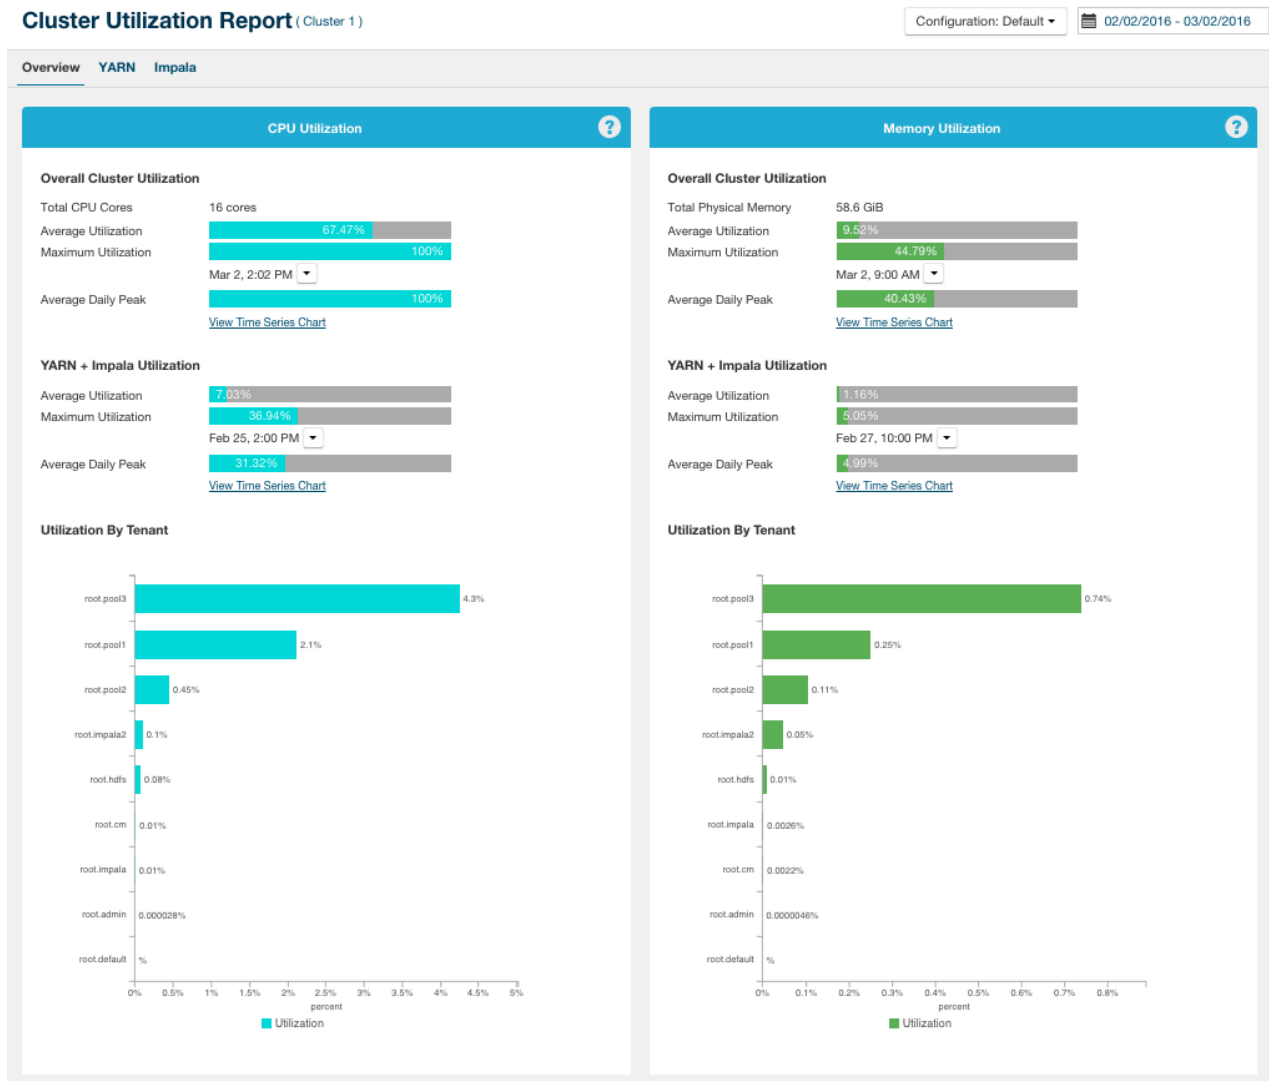 Cluster Utilization Report ( Cluster 1 )
Configuration: Default
02/02/2016 - 03/02/2016
Overview YARN Impala
CPU Utilization ?
Overall Cluster Utilization
Total CPU Cores 16 cores
Average Utilization 67.47%
Maximum Utilization 100%
Mar 2, 2:02 PM
Average Daily Peak 100%
View Time Series Chart
YARN + Impala Utilization
Average Utilization 7.03%
Maximum Utilization 36.94%
Feb 25, 2:00 PM
Average Daily Peak 31.32%
View Time Series Chart
Utilization By Tenant
root.pool3 4.3%
root.pool1 2.1%
root.pool2 0.45%
root.impala2 0.1%
root.hdfs 0.08%
root.cm 0.01%
root.impala 0.01%
root.admin 0.000028%
root.default %
0% 0.5% 1% 1.5% 2% 2.5% 3% 3.5% 4% 4.5% 5%
percent
Utilization
Memory Utilization ?
Overall Cluster Utilization
Total Physical Memory 58.6 GiB
Average Utilization 9.52%
Maximum Utilization 44.79%
Mar 2, 9:00 AM
Average Daily Peak 40.43%
View Time Series Chart
YARN + Impala Utilization
Average Utilization 1.16%
Maximum Utilization 5.05%
Feb 27, 10:00 PM
Average Daily Peak 4.99%
View Time Series Chart
Utilization By Tenant
root.pool3 0.74%
root.pool1 0.25%
root.pool2 0.11%
root.impala2 0.05%
root.hdfs 0.01%
root.impala 0.0026%
root.cm 0.0022%
root.admin 0.0000046%
root.default %
0% 0.1% 0.2% 0.3% 0.4% 0.5% 0.6% 0.7% 0.8%
percent
Utilization